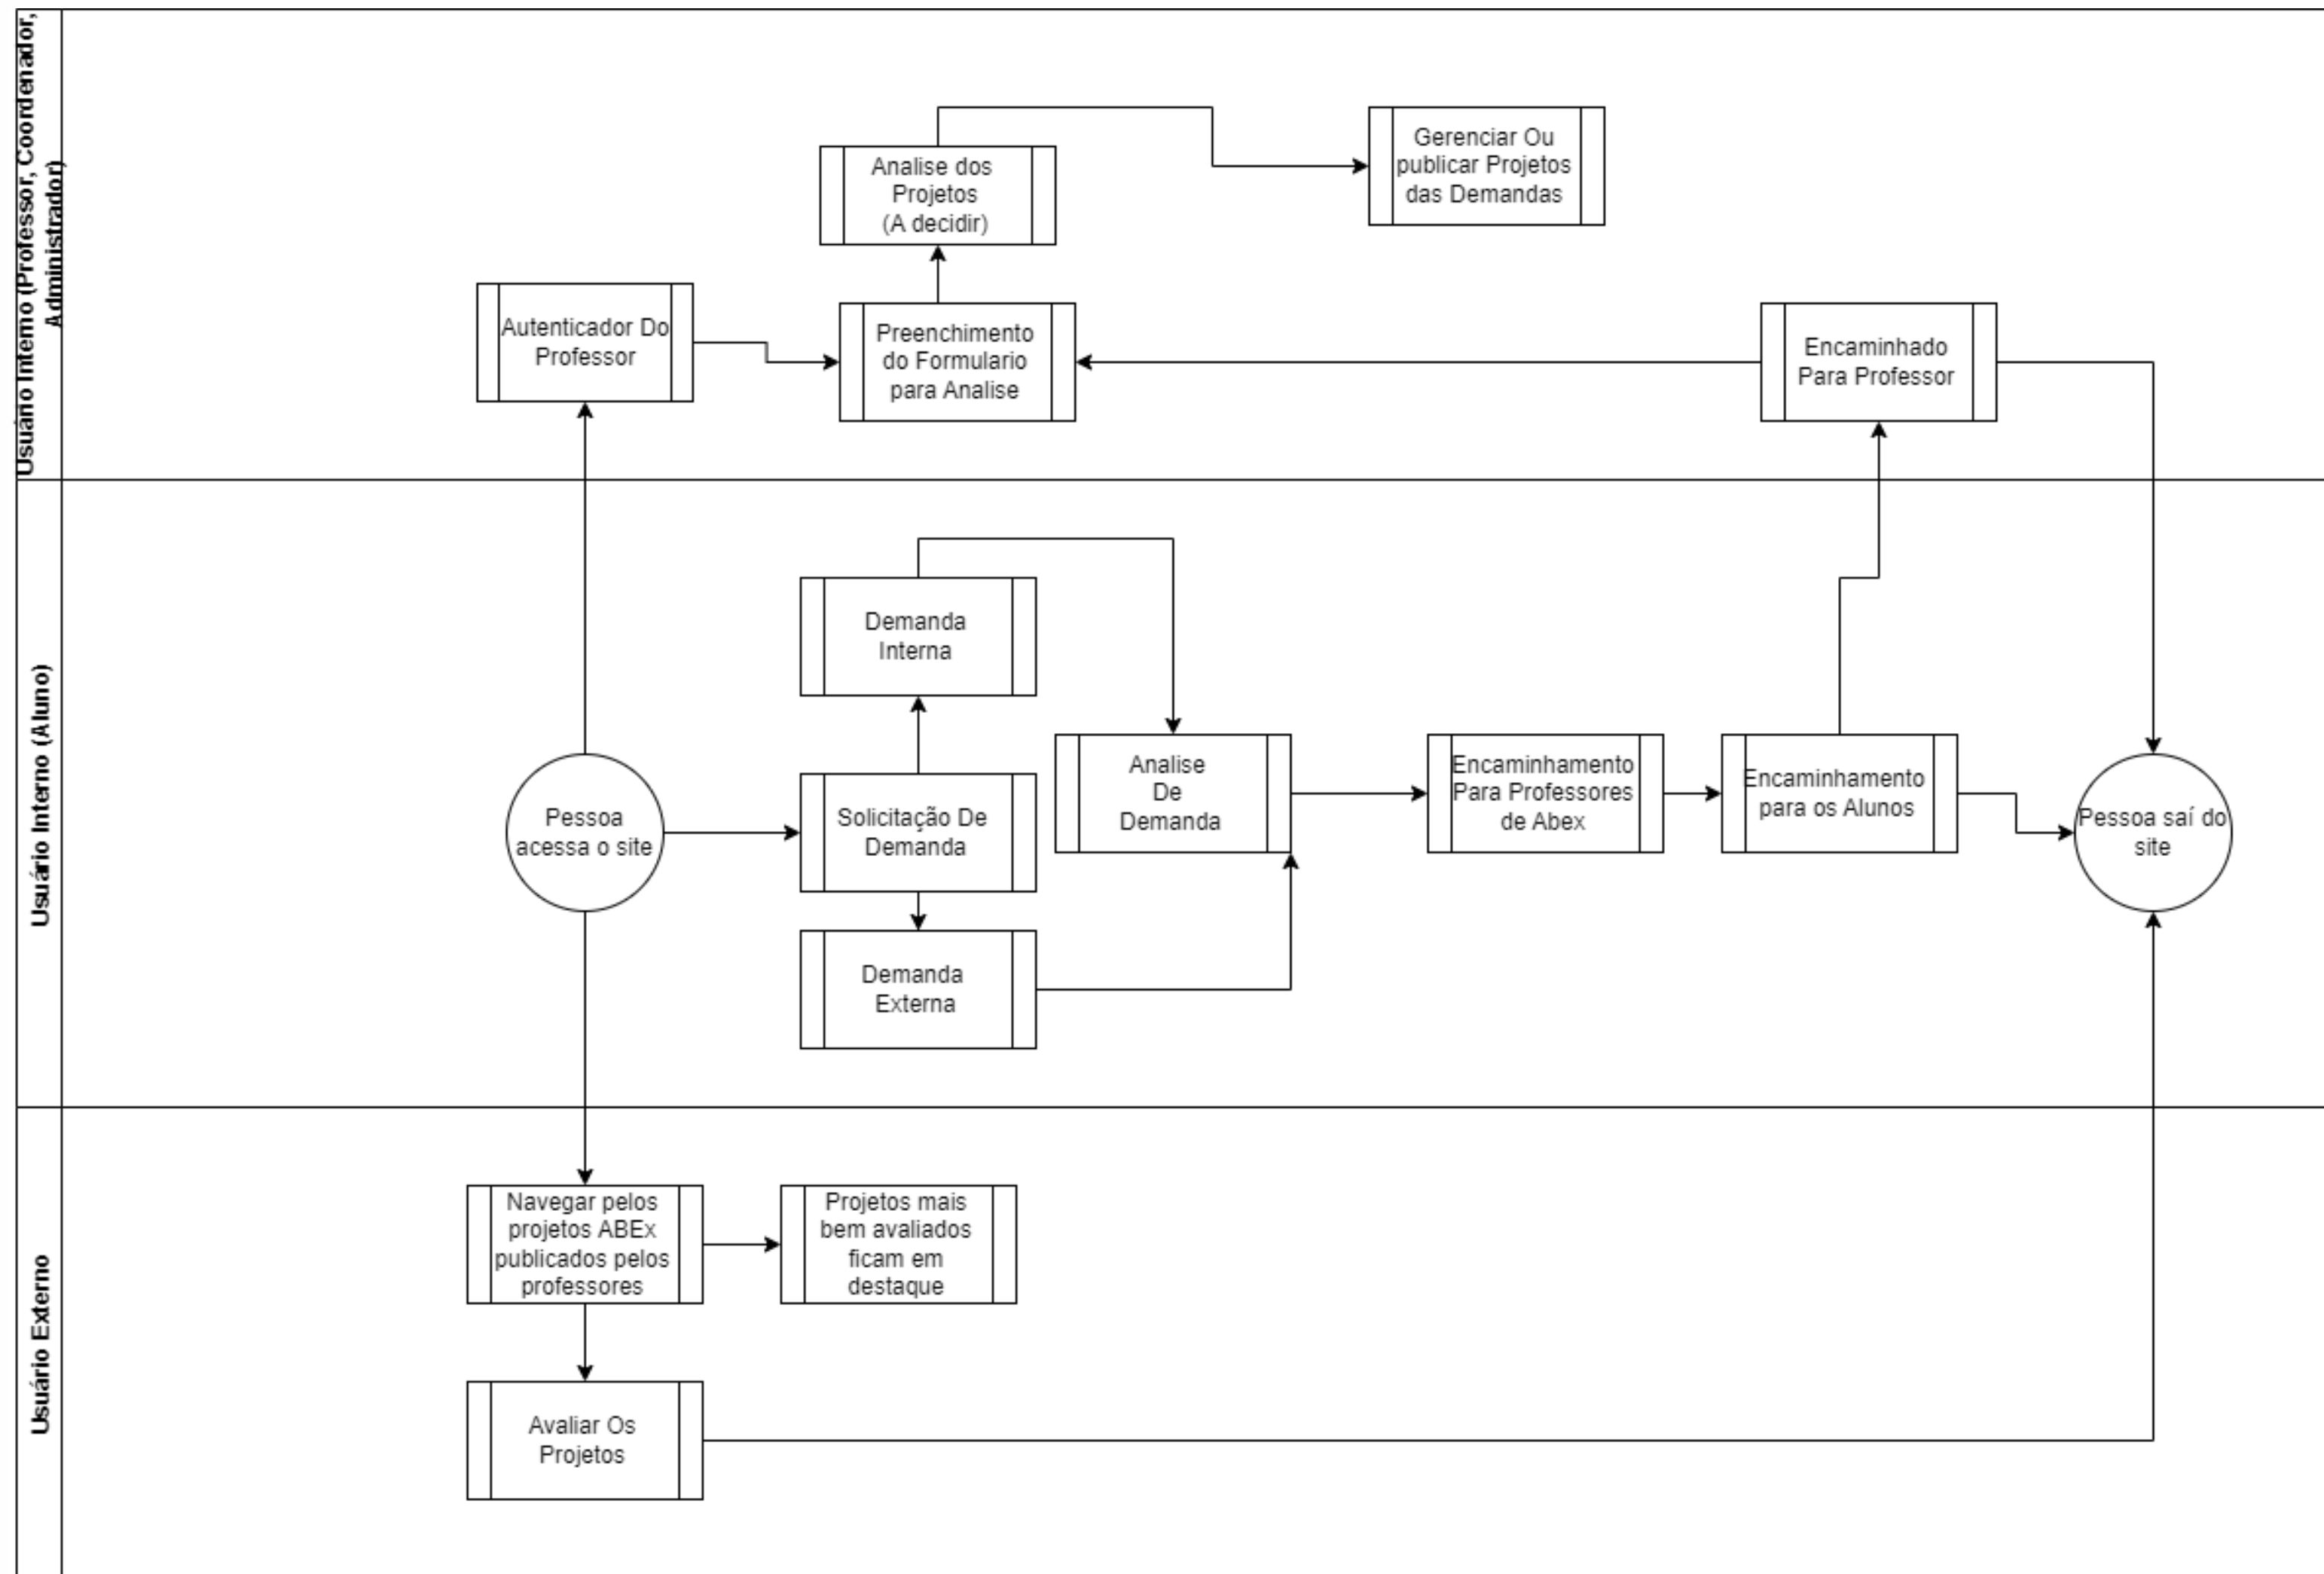 Usuário Interno (Professor, Coordenador,
Administrador)
Analise dos
Projetos
(A decidir)
Gerenciar Ou
publicar Projetos
das Demandas
Autenticador Do
Professor
Preenchimento
do Formulario
para Analise
Encaminhado
Para Professor
Usuário Interno (Aluno)
Demanda
Interna
Pessoa
acessa o site
Solicitação De
Demanda
Analise
De
Demanda
Encaminhamento
Para Professores
de Abex
Encaminhamento
para os Alunos
Pessoa saí do
site
Demanda
Externa
Usuário Externo
Navegar pelos
projetos ABEx
publicados pelos
professores
Projetos mais
bem avaliados
ficam em
destaque
Avaliar Os
Projetos